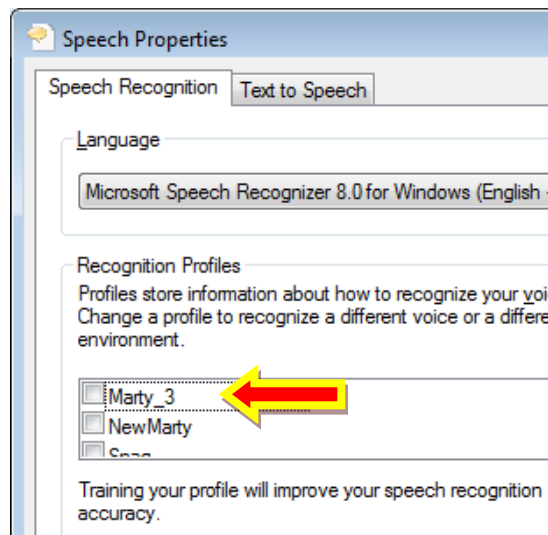 Speech Properties
Speech Recognition
Text to Speech
Language
Microsoft Speech Recognizer 8.0 for Windows (English -
Recognition Profiles
Profiles store information about how to recognize your
Change a profile to recognize a different voice or a
environment.
Marty_3
NewMarty
Training your profile will improve your speech recognition
accuracy.